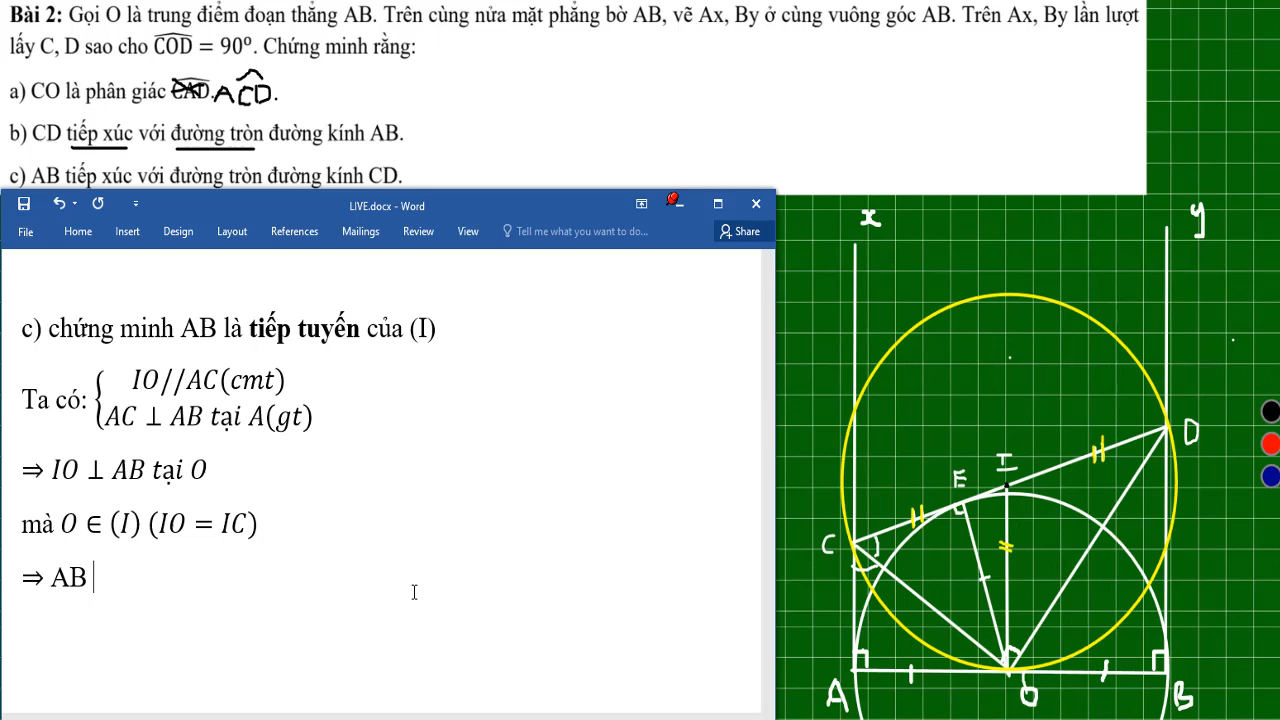 Bài 2: Gọi O là trung điểm đoạn thẳng AB. Trên cùng nửa mặt phẳng bờ AB, vẽ Ax, By ở cùng vuông góc AB. Trên Ax, By lần lượt
lấy C, D sao cho \widehat{COD} = 90°. Chứng minh rằng:
a) CO là phân giác \widehat{CAD}. A\widehat{CD}.
b) CD tiếp xúc với đường tròn đường kính AB.
c) AB tiếp xúc với đường tròn đường kính CD.
LIVE.docx - Word
File Home Insert Design Layout References Mailings Review View Tell me what you want to do... Share
c) chứng minh AB là tiếp tuyến của (I)
Ta có: { IO//AC(cmt)
AC ⊥ AB tại A(gt)
⇒ IO ⊥ AB tại O
mà O ∈ (I) (IO = IC)
⇒ AB
x
y
D
I
E
C
A
O
B